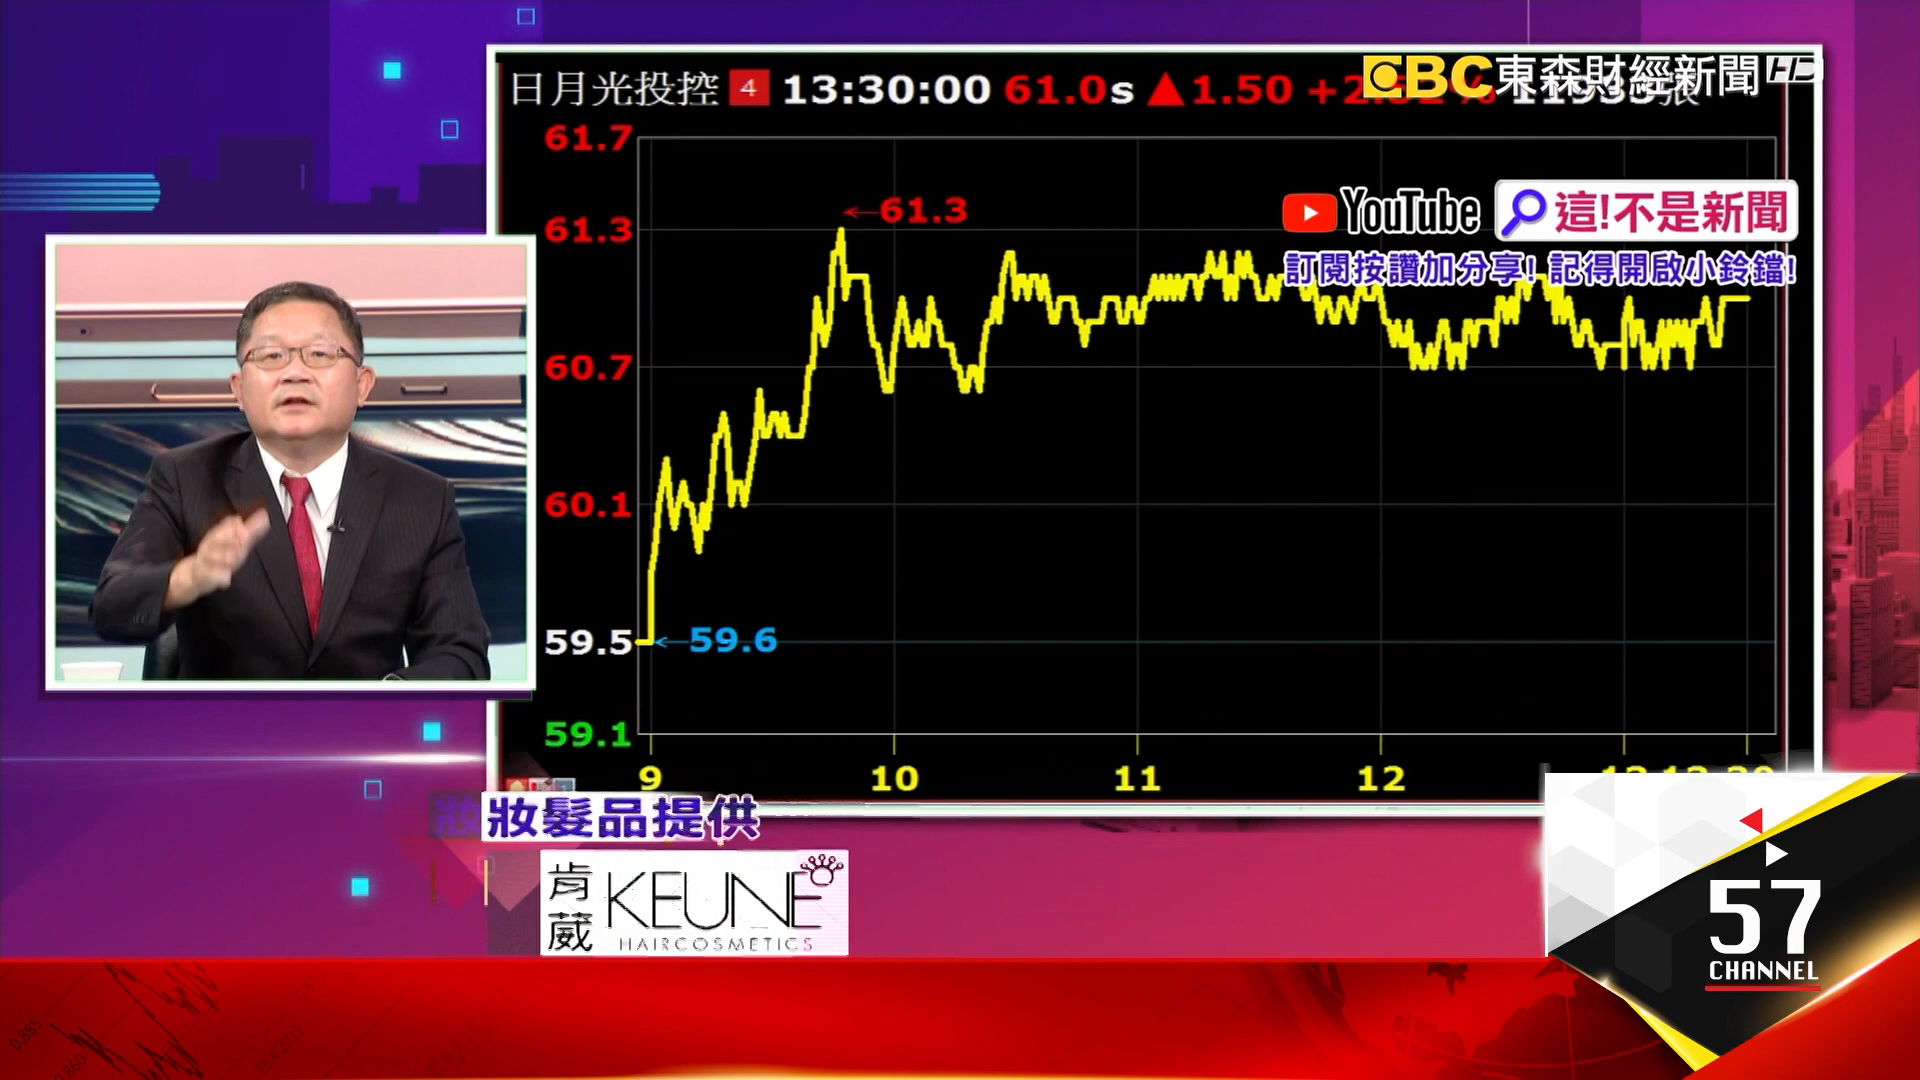 日月光投控 4 13:30:00 61.0s ▲1.50
EBC東森財經新聞HD
61.7
61.3
←61.3
60.7
60.1
59.5
←59.6
59.1
9 10 11 12
YouTube 這!不是新聞
訂閱按讚加分享! 記得開啟小鈴鐺!
妝髮品提供
肯葳 KEUNE
HAIRCOSMETICS
57
CHANNEL